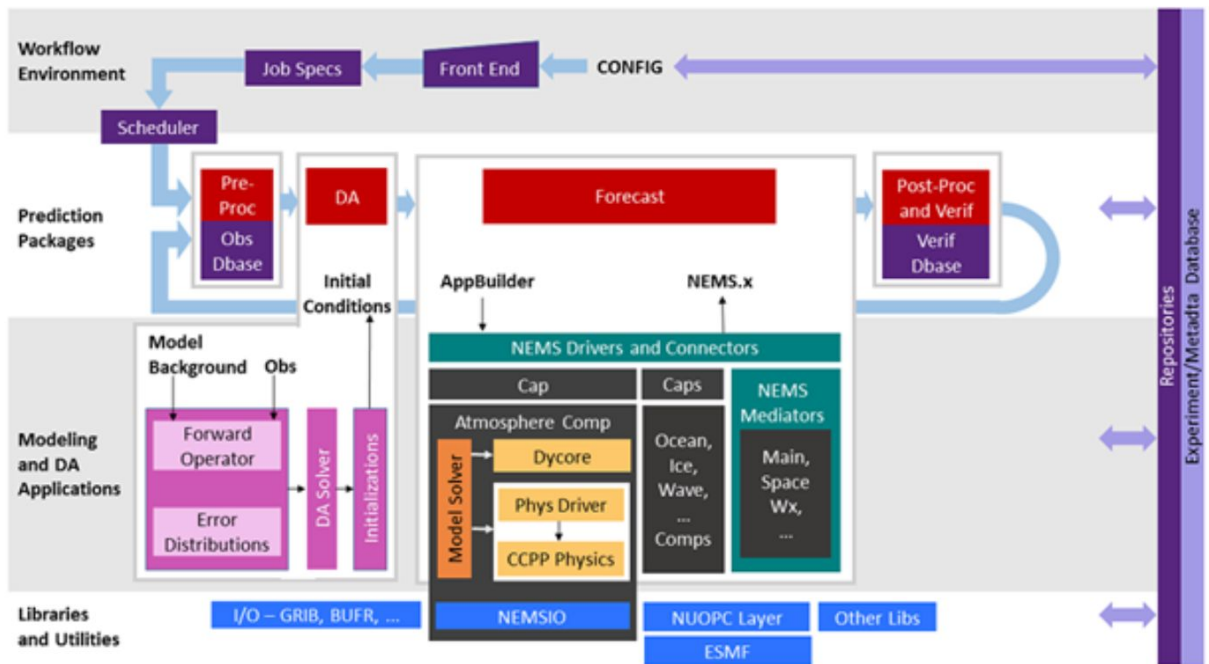 Workflow
Environment
Job Specs
Front End
CONFIG
Scheduler
Prediction
Packages
Pre-
Proc
Obs
Dbase
DA
Forecast
Post-Proc
and Verif
Verif
Dbase
Initial
Conditions
AppBuilder
NEMS.x
Modeling
and DA
Applications
Model
Background
Obs
Forward
Operator
Error
Distributions
DA Solver
Initializations
NEMS Drivers and Connectors
Cap
Caps
NEMS
Mediators
Atmosphere Comp
Model Solver
Dycore
Phys Driver
CCPP Physics
Ocean,
Ice,
Wave,
...
Comps
Main,
Space
Wx,
...
Libraries
and Utilities
I/O – GRIB, BUFR, ...
NEMSIO
NUOPC Layer
Other Libs
ESMF
Repositories
Experiment/Metadta Database